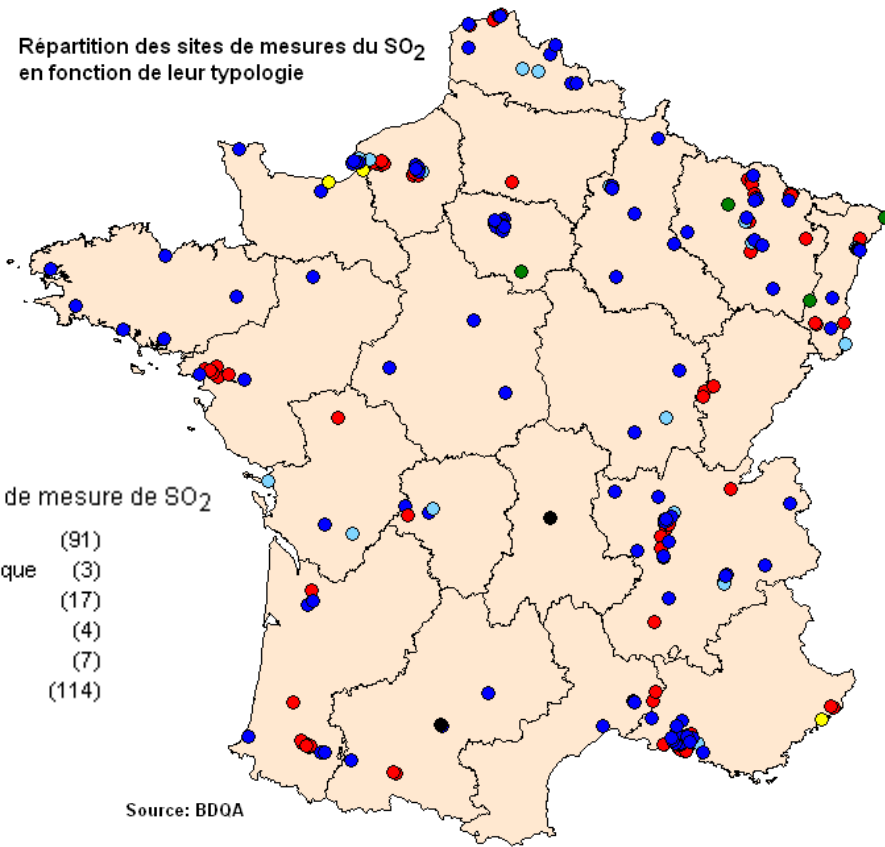 Répartition des sites de mesures du SO2
en fonction de leur typologie
de mesure de SO2
(91)
que (3)
(17)
(4)
(7)
(114)
Source: BDQA